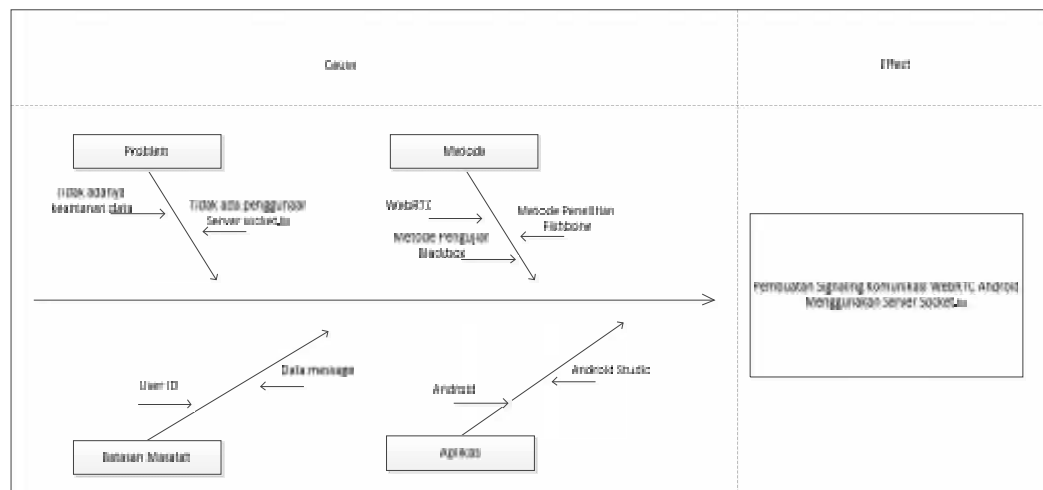 Cause
Effect
Problem
Metode
Tidak adanya
keamanan data
Tidak ada penggunaan
Server socket.io
WebRTC
Metode Penelitian
Fishbone
Metode Pengujian
Blackbox
Pembuatan Signaling Komunikasi WebRTC Android
Menggunakan Server Socket.io
User ID
Data message
Android
Android Studio
Batasan Masalah
Aplikasi